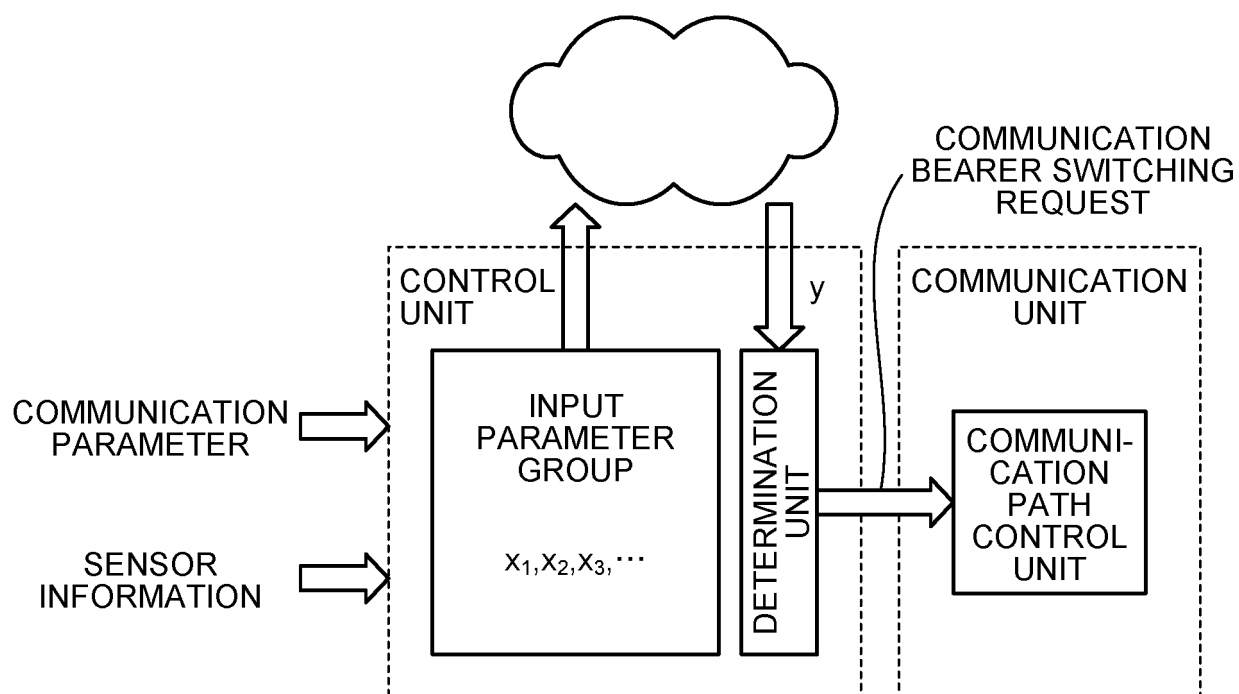 COMMUNICATION
BEARER SWITCHING
REQUEST
CONTROL
UNIT
y
COMMUNICATION
UNIT
COMMUNICATION
PARAMETER
SENSOR
INFORMATION
INPUT
PARAMETER
GROUP
x₁,x₂,x₃,⋯
DETERMINATION
UNIT
COMMUNI-
CATION
PATH
CONTROL
UNIT